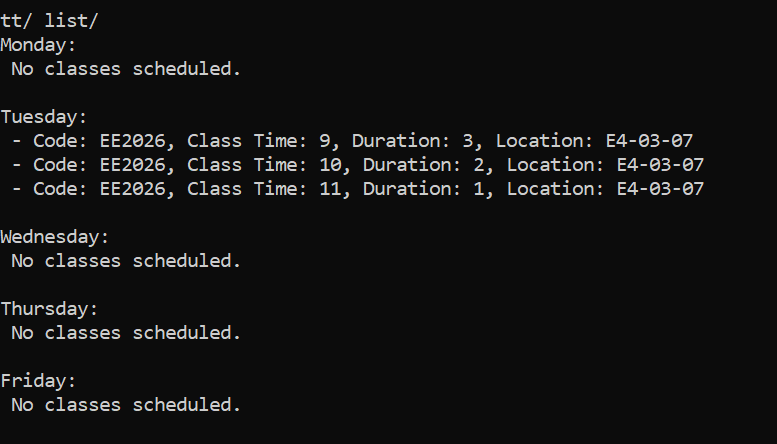 tt/ list/
Monday:
No classes scheduled.
Tuesday:
- Code: EE2026, Class Time: 9, Duration: 3, Location: E4-03-07
- Code: EE2026, Class Time: 10, Duration: 2, Location: E4-03-07
- Code: EE2026, Class Time: 11, Duration: 1, Location: E4-03-07
Wednesday:
No classes scheduled.
Thursday:
No classes scheduled.
Friday:
No classes scheduled.